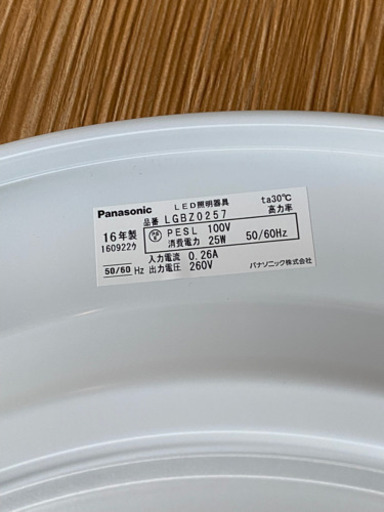 Panasonic LED照明器具 ta30℃
品番 LGBZ0257 高力率
16年製 PESL 100V 50/60Hz
160922ウ 消費電力 25W
入力電流 0.26A
50/60 Hz 出力電圧 260V
パナソニック株式会社